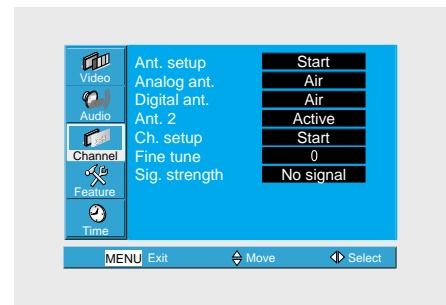 Video
Audio
Channel
Feature
Time
Ant. setup Start
Analog ant. Air
Digital ant. Air
Ant. 2 Active
Ch. setup Start
Fine tune 0
Sig. strength No signal
MENU Exit Move Select